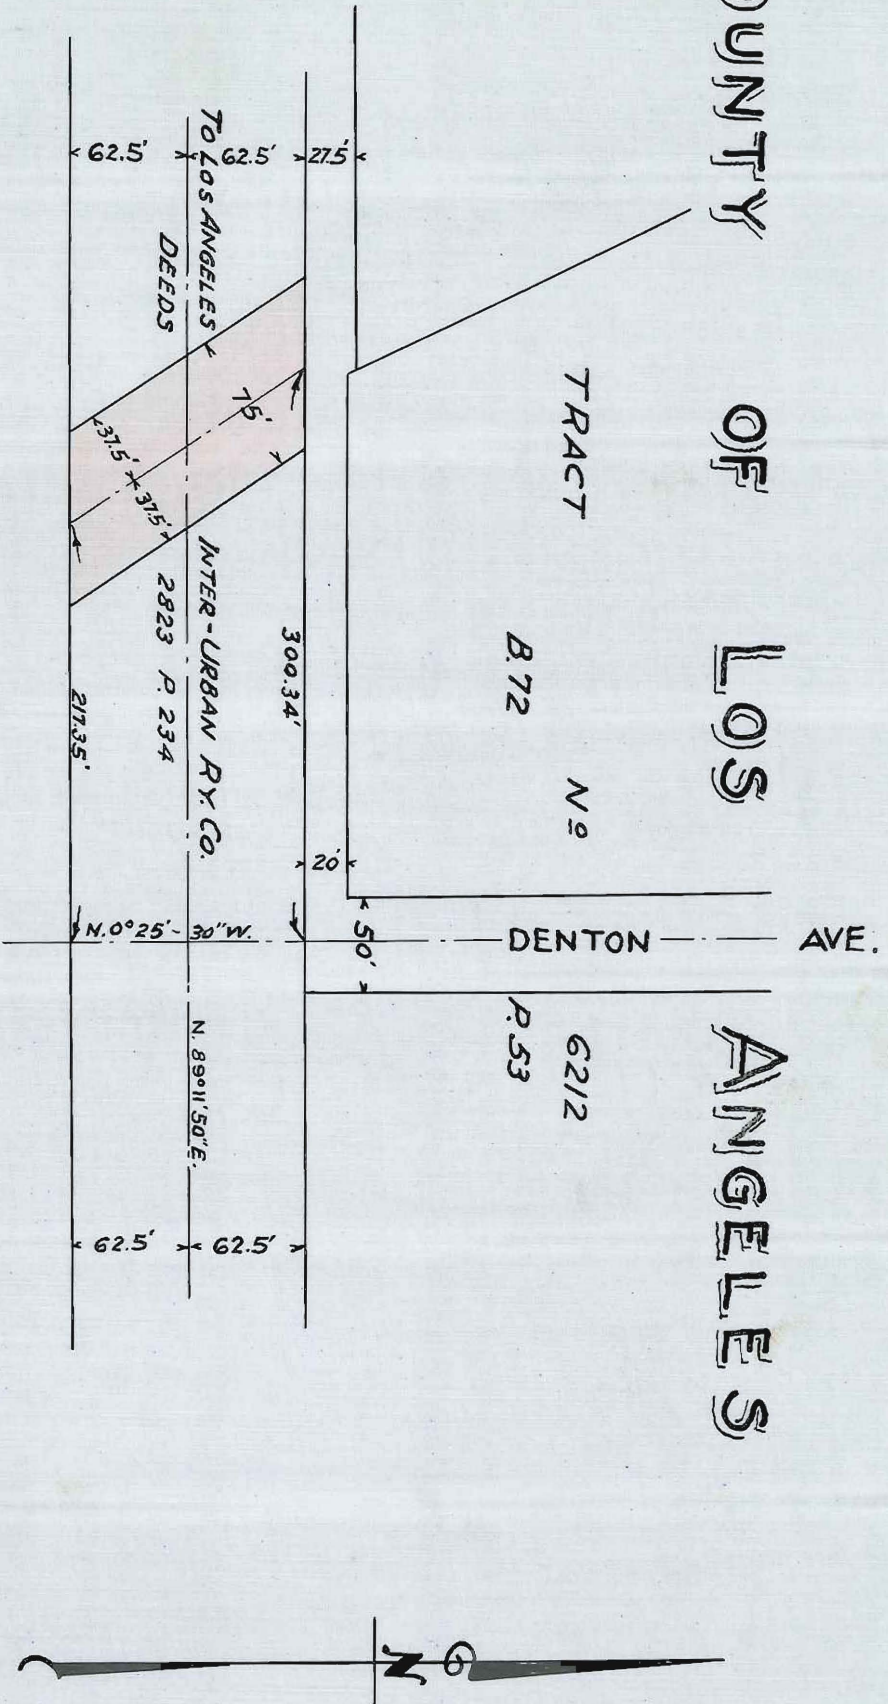 OUNTY OF LOS ANGELES
TRACT Nº 6212
B.72 P.53
DENTON AVE.
50'
20'
27.5'
62.5'
62.5'
300.34'
TO LOS ANGELES INTER-URBAN RY. CO.
DEEDS 2823 P. 234
75'
37.5'
37.5'
217.35'
N. 0° 25' - 30" W.
N. 89° 11' 50" E.
62.5'
62.5'
N